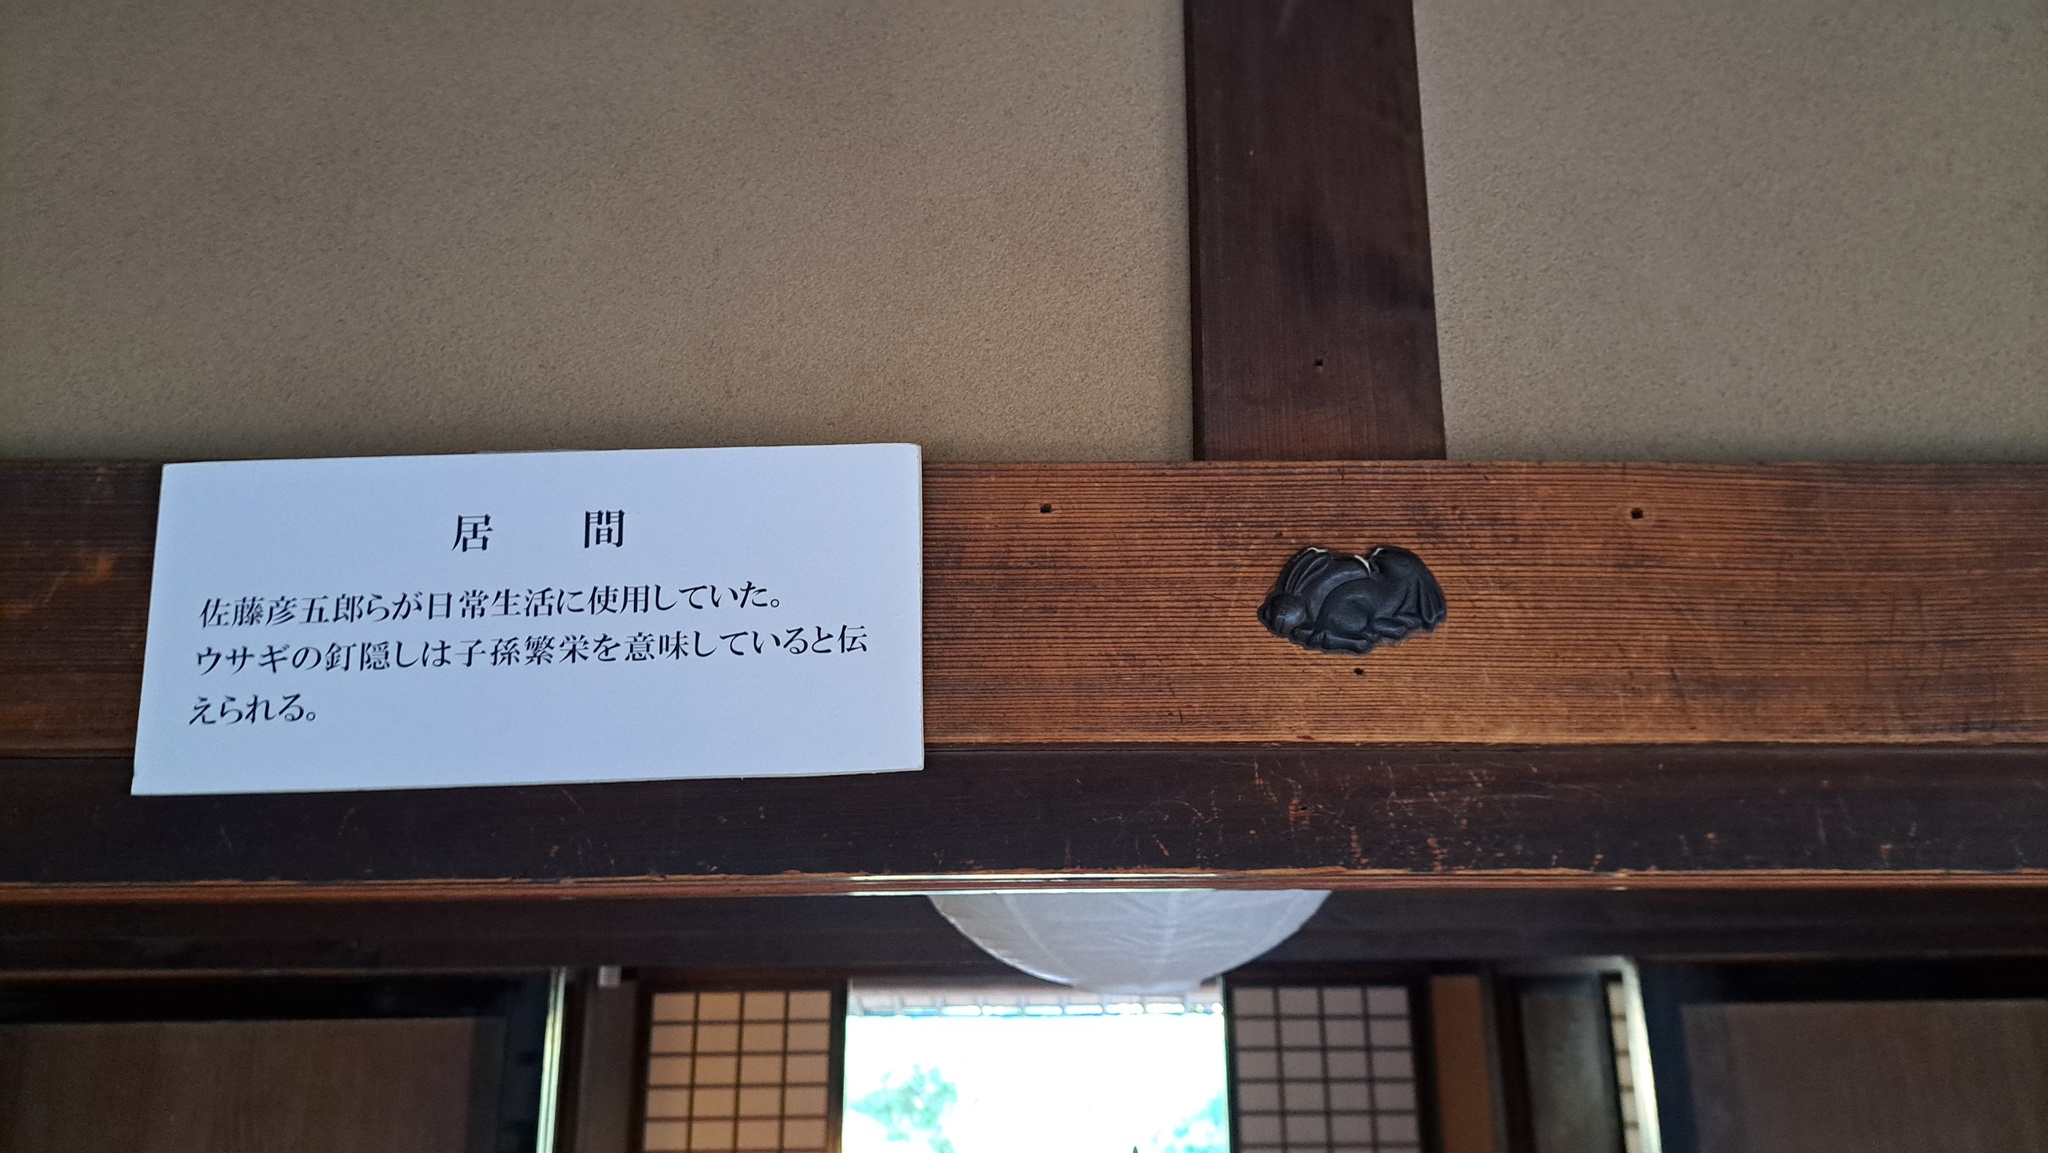 居　間
佐藤彦五郎らが日常生活に使用していた。
ウサギの釘隠しは子孫繁栄を意味していると伝
えられる。